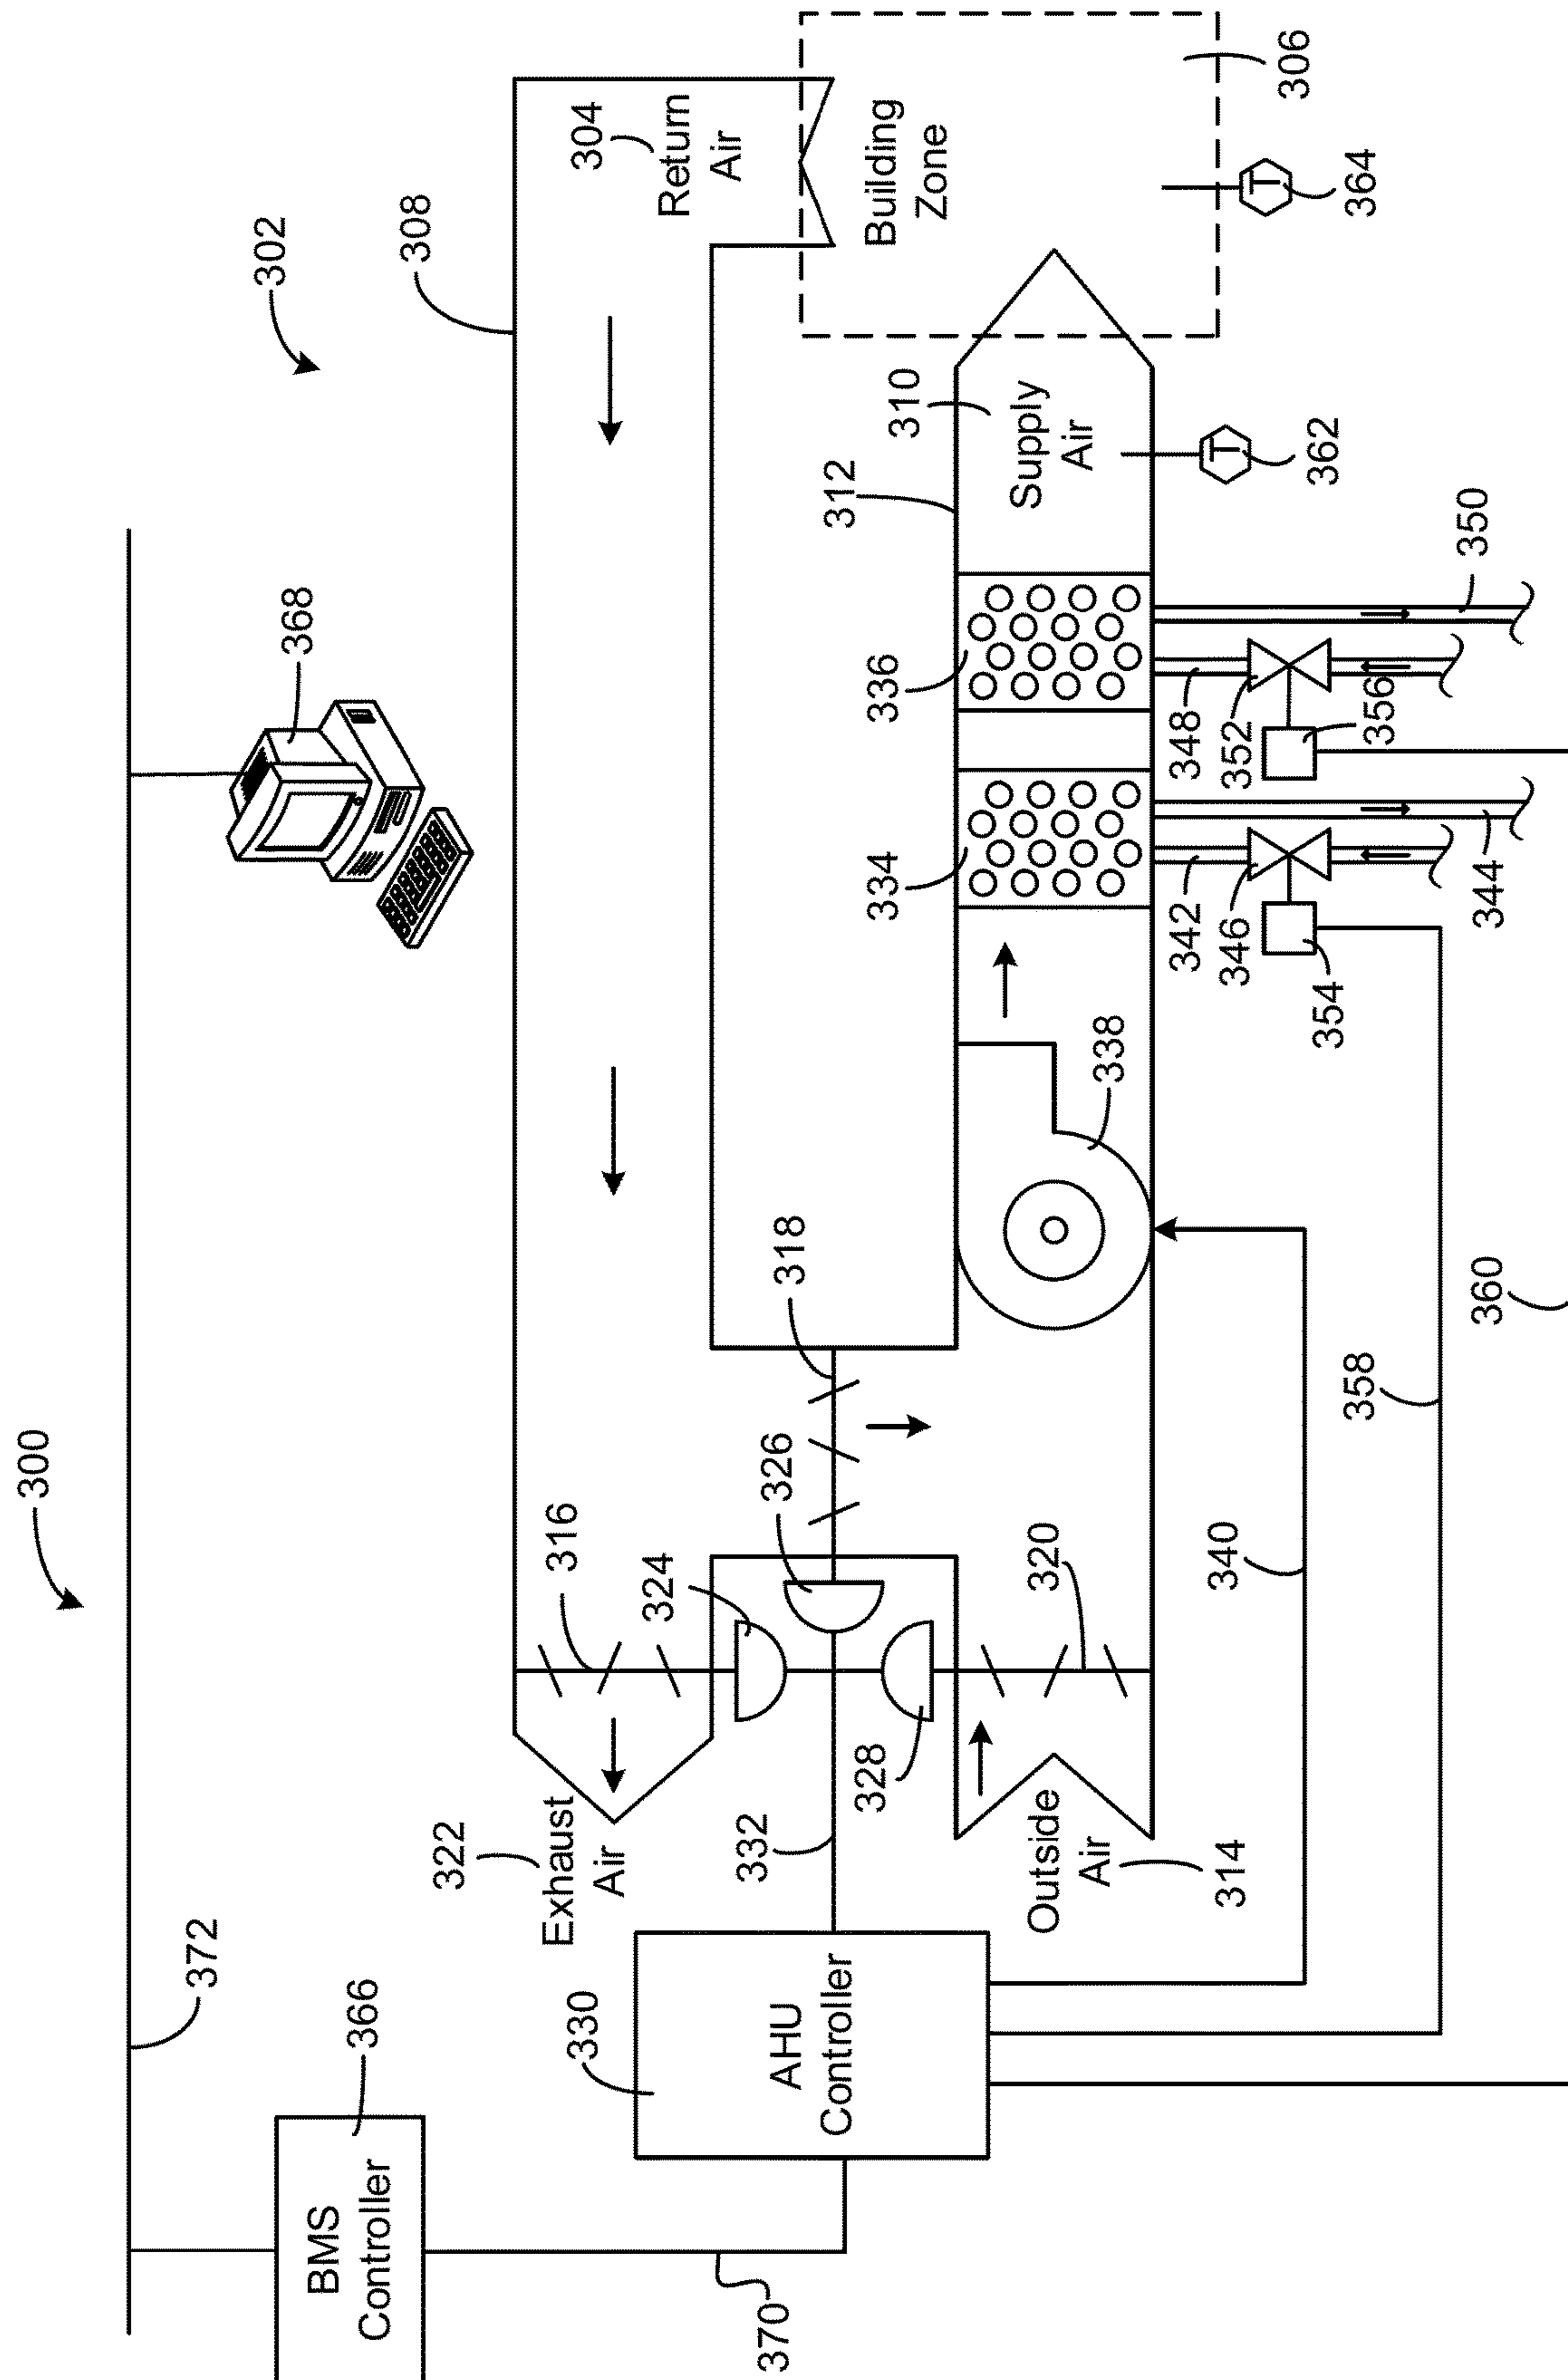 300
372
366
BMS
Controller
370
368
302
308
304
Return
Air
322
Exhaust
Air
316
324
326
318
330
AHU
Controller
332
328
Building
Zone
306
364
Outside
Air
314
320
338
334
336
312
310
Supply
Air
362
340
342
346
354
348
352
356
350
344
358
360
T
T